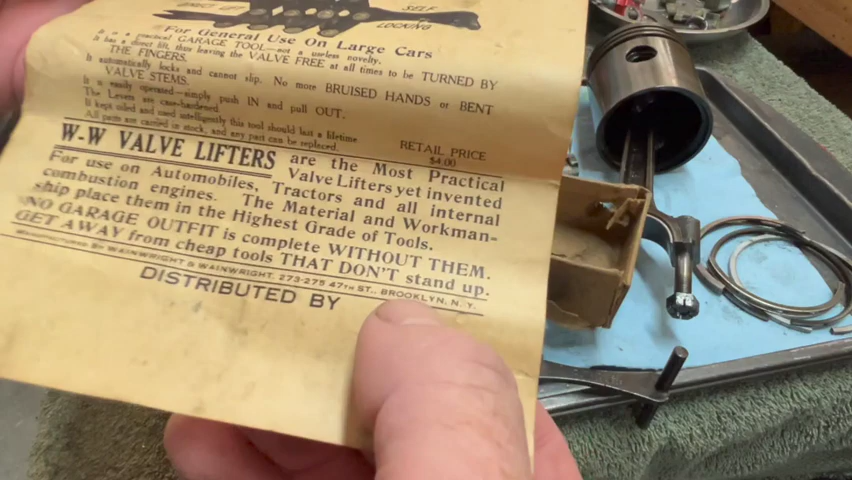 DIRECT LIFT
SELF
LOCKING
For General Use On Large Cars
It is a practical GARAGE TOOL—not a useless novelty.
It has a direct lift, thus leaving the VALVE FREE at all times to be TURNED BY
THE FINGERS.
It automatically locks and cannot slip. No more BRUISED HANDS or BENT
VALVE STEMS.
It is easily operated—simply push IN and pull OUT.
The Levers are case-hardened.
If kept oiled and used intelligently this tool should last a lifetime
All parts are carried in stock, and any part can be replaced.
RETAIL PRICE
$4.00
W-W VALVE LIFTERS are the Most Practical
Valve Lifters yet invented
For use on Automobiles, Tractors and all internal
combustion engines. The Material and Workman-
ship place them in the Highest Grade of Tools.
NO GARAGE OUTFIT is complete WITHOUT THEM.
GET AWAY from cheap tools THAT DON'T stand up.
MANUFACTURED BY WAINWRIGHT & WAINWRIGHT, 273-275 47TH ST., BROOKLYN, N. Y.
DISTRIBUTED BY